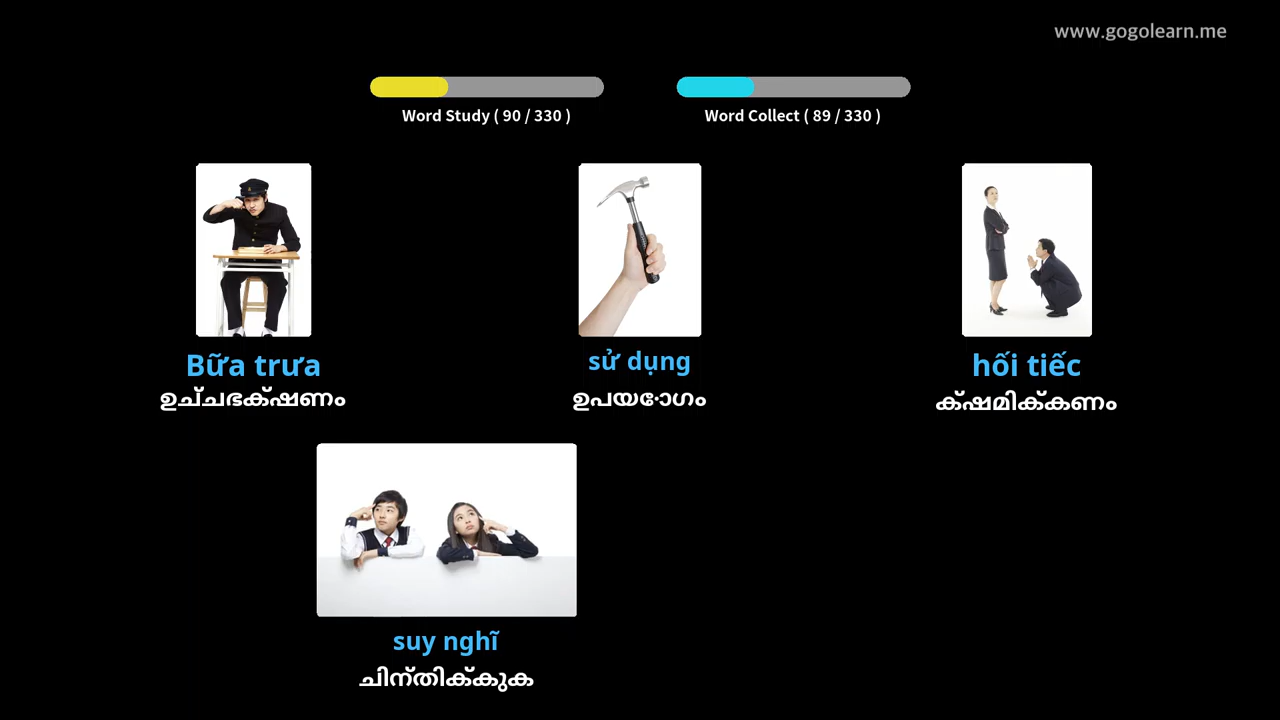 www.gogolearn.me
Word Study ( 90 / 330 )
Word Collect ( 89 / 330 )
Bữa trưa
ഉച്ചഭക്ഷണം
sử dụng
ഉപയോഗം
hối tiếc
ക്ഷമിക്കണം
suy nghĩ
ചിന്തിക്കുക